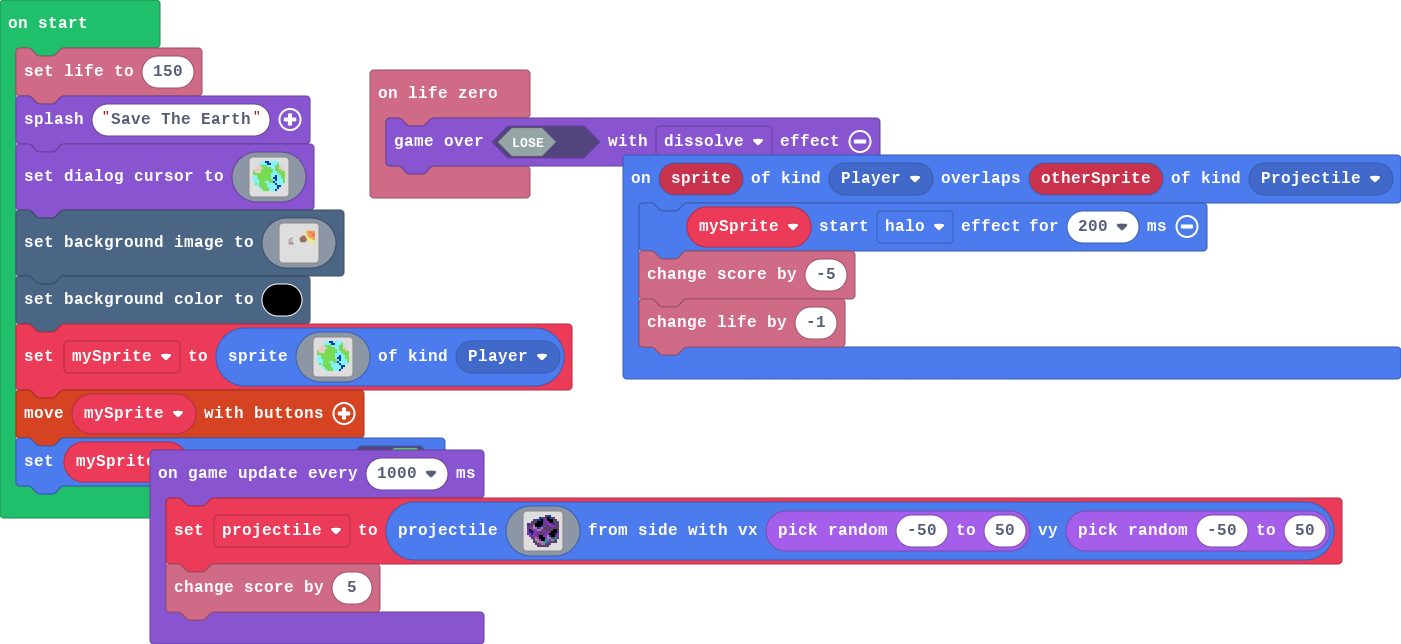 on start
set life to 150
splash "Save The Earth"
set dialog cursor to
set background image to
set background color to
set mySprite to sprite of kind Player
move mySprite with buttons
set mySprite
on life zero
game over LOSE with dissolve effect
on sprite of kind Player overlaps otherSprite of kind Projectile
mySprite start halo effect for 200 ms
change score by -5
change life by -1
on game update every 1000 ms
set projectile to projectile from side with vx pick random -50 to 50 vy pick random -50 to 50
change score by 5